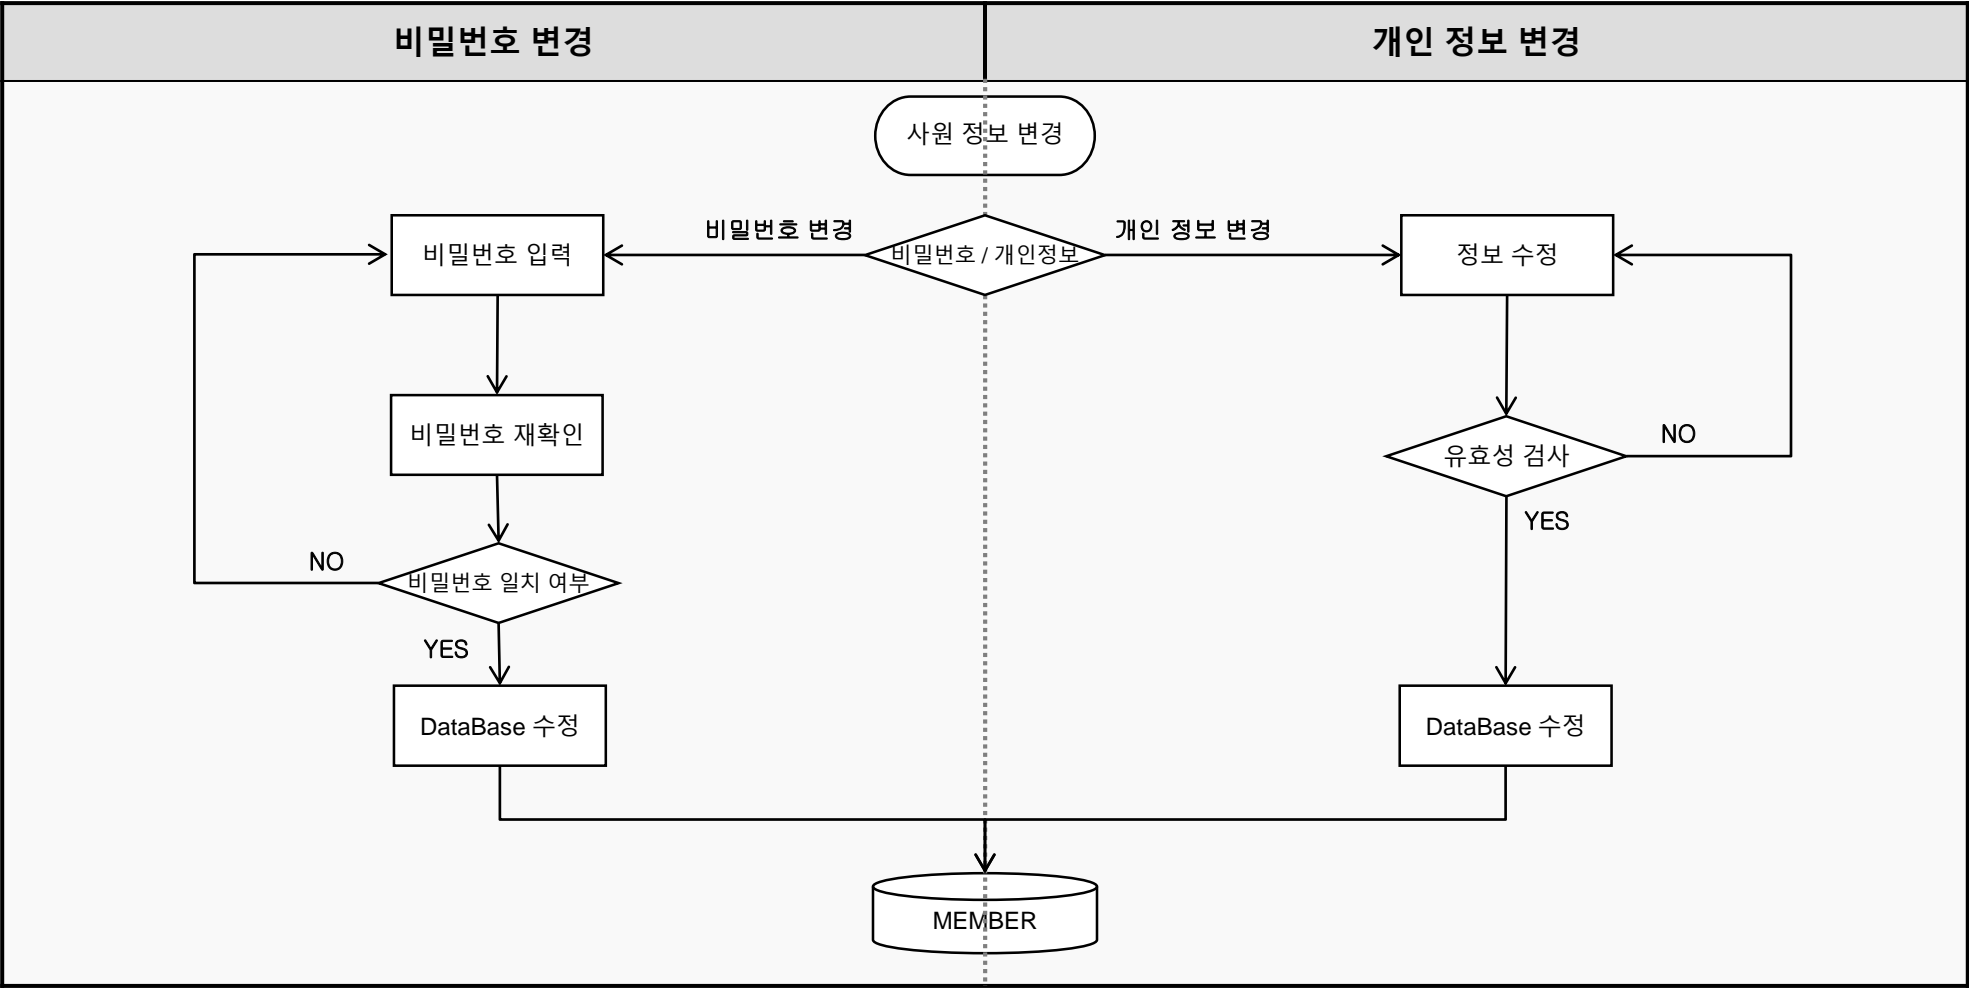 비밀번호 변경
개인 정보 변경
사원 정보 변경
비밀번호 변경
개인 정보 변경
비밀번호 입력
비밀번호 / 개인정보
정보 수정
비밀번호 재확인
NO
유효성 검사
YES
NO
비밀번호 일치 여부
YES
DataBase 수정
DataBase 수정
MEMBER